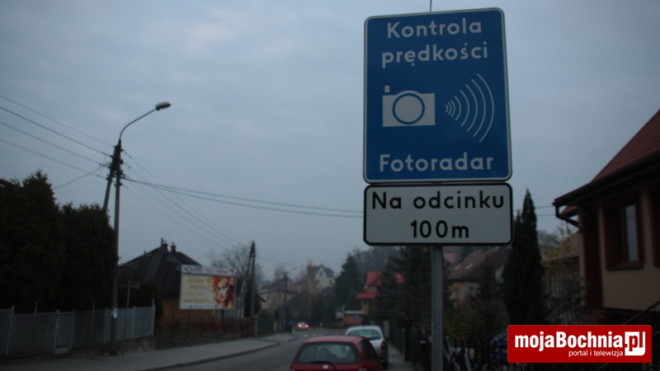 Kontrola
prędkości
Fotoradar
Na odcinku
100m
mojaBochnia.pl
portal i telewizja